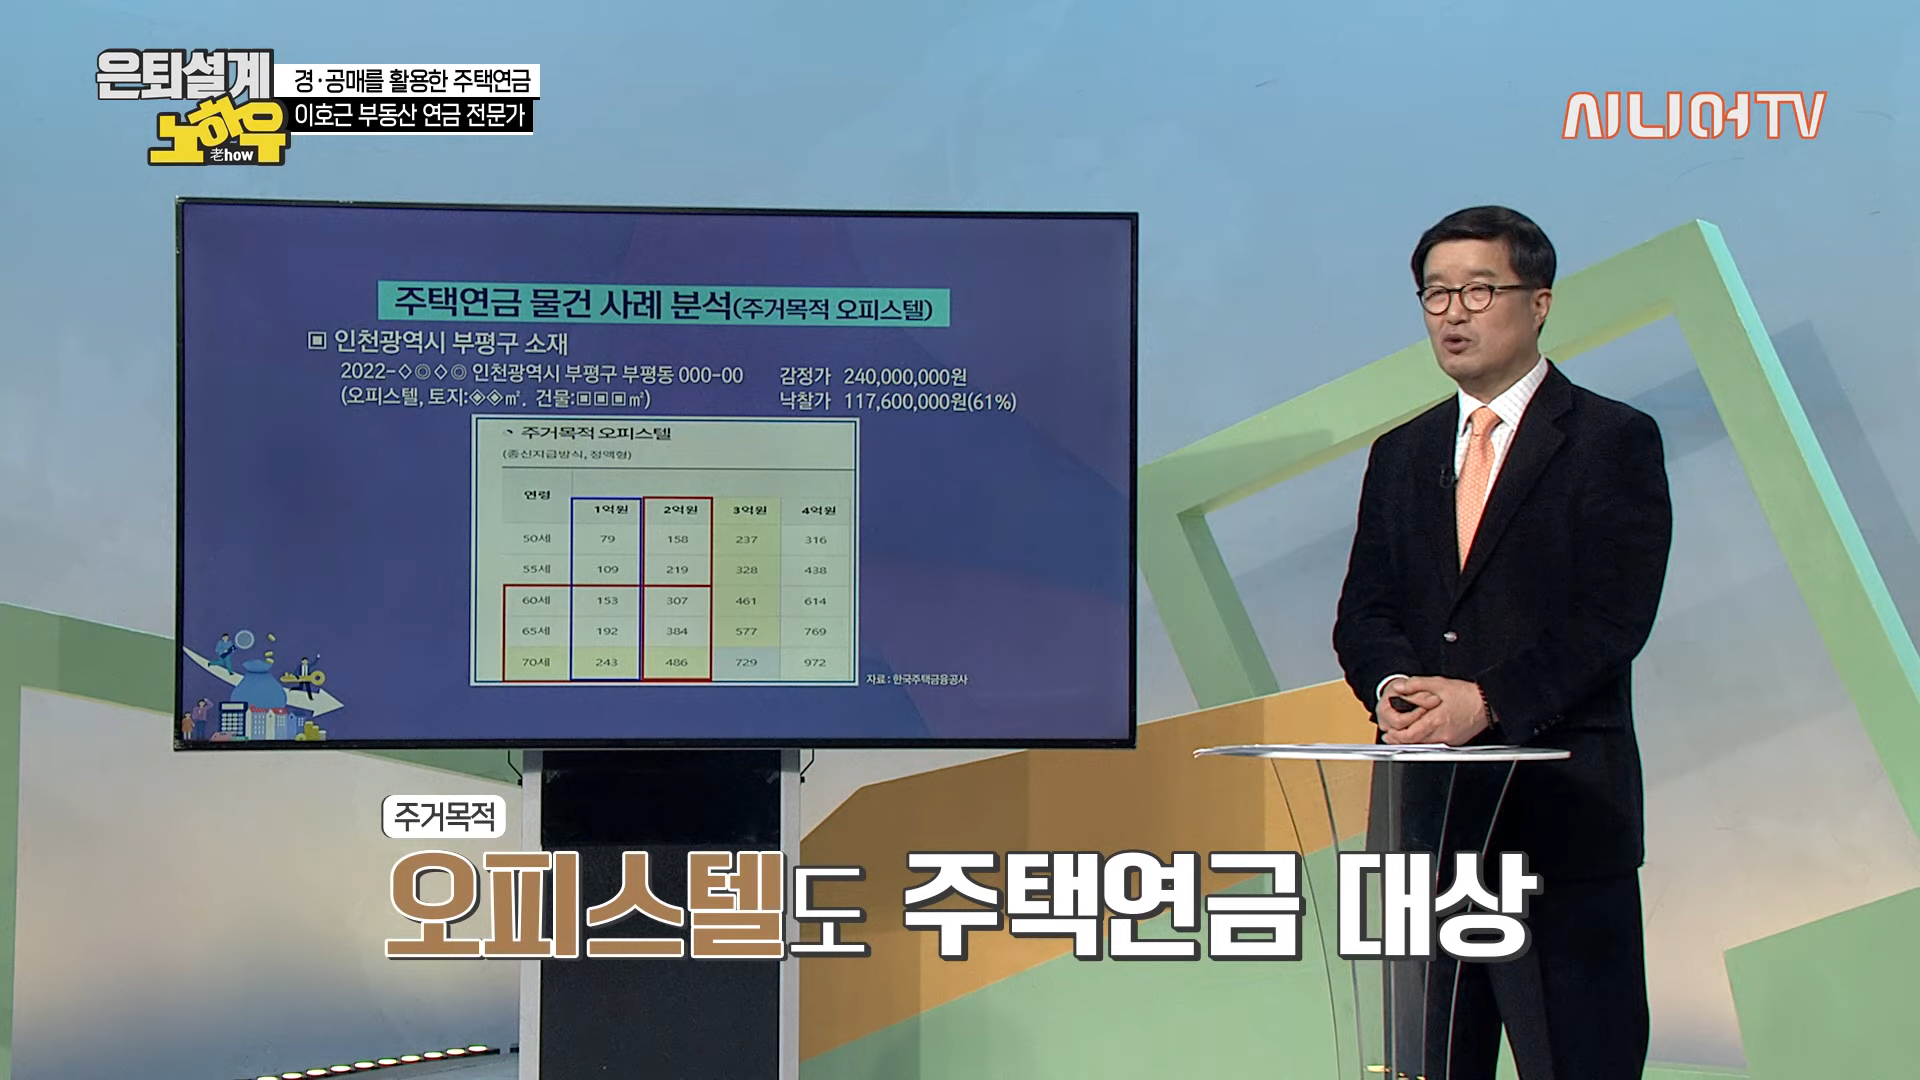 은퇴설계
노하우
老how
경·공매를 활용한 주택연금
이호근 부동산 연금 전문가
시니어TV
주택연금 물건 사례 분석(주거목적 오피스텔)
▣ 인천광역시 부평구 소재
2022-◇◎◇◎ 인천광역시 부평구 부평동 000-00 감정가 240,000,000원
(오피스텔, 토지:◈◈㎡. 건물:▣▣▣㎡) 낙찰가 117,600,000원(61%)
주거목적 오피스텔
(종신지급방식, 정액형)
연령 1억원 2억원 3억원 4억원
50세 79 158 237 316
55세 109 219 328 438
60세 153 307 461 614
65세 192 384 577 769
70세 243 486 729 972
자료 : 한국주택금융공사
주거목적
오피스텔도 주택연금 대상